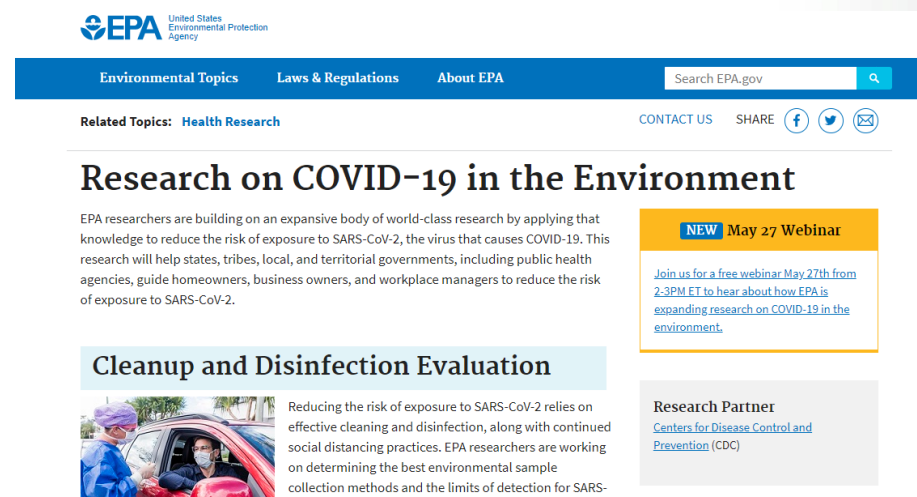 EPA
United States
Environmental Protection
Agency
Environmental Topics Laws & Regulations About EPA Search EPA.gov
Related Topics: Health Research CONTACT US SHARE
Research on COVID-19 in the Environment
EPA researchers are building on an expansive body of world-class research by applying that
knowledge to reduce the risk of exposure to SARS-CoV-2, the virus that causes COVID-19. This
research will help states, tribes, local, and territorial governments, including public health
agencies, guide homeowners, business owners, and workplace managers to reduce the risk
of exposure to SARS-CoV-2.
NEW May 27 Webinar
Join us for a free webinar May 27th from
2-3PM ET to hear about how EPA is
expanding research on COVID-19 in the
environment.
Cleanup and Disinfection Evaluation
Reducing the risk of exposure to SARS-CoV-2 relies on
effective cleaning and disinfection, along with continued
social distancing practices. EPA researchers are working
on determining the best environmental sample
collection methods and the limits of detection for SARS-
Research Partner
Centers for Disease Control and
Prevention (CDC)